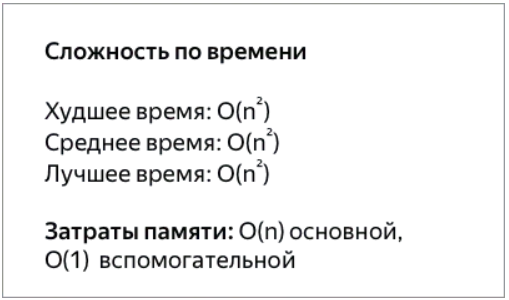 Сложность по времени
Худшее время: O(n²)
Среднее время: O(n²)
Лучшее время: O(n²)
Затраты памяти: O(n) основной,
O(1) вспомогательной